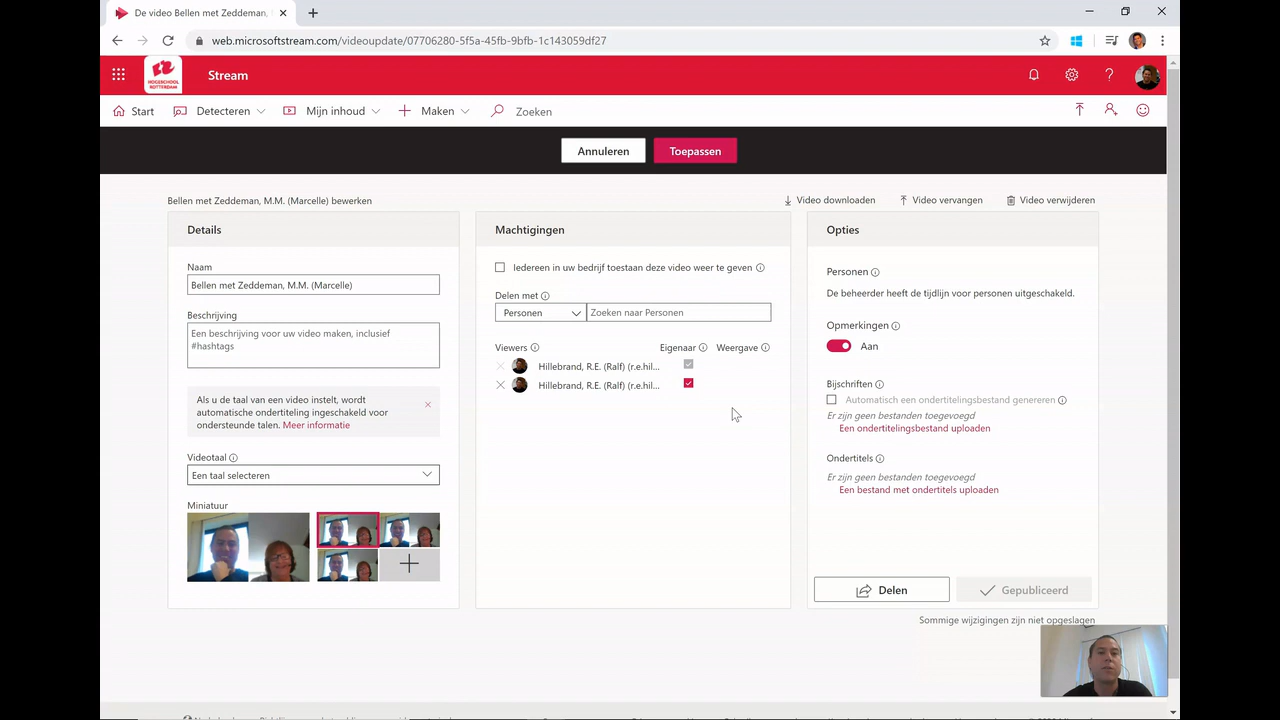 De video Bellen met Zeddeman,
web.microsoftstream.com/videoupdate/07706280-5f5a-45fb-9bfb-1c143059df27
HOGESCHOOL
ROTTERDAM
Stream
Start
Detecteren
Mijn inhoud
Maken
Zoeken
Annuleren
Toepassen
Bellen met Zeddeman, M.M. (Marcelle) bewerken
Video downloaden
Video vervangen
Video verwijderen
Details
Naam
Bellen met Zeddeman, M.M. (Marcelle)
Beschrijving
Een beschrijving voor uw video maken, inclusief
#hashtags
Als u de taal van een video instelt, wordt
automatische ondertiteling ingeschakeld voor
ondersteunde talen. Meer informatie
Videotaal
Een taal selecteren
Miniatuur
Machtigingen
Iedereen in uw bedrijf toestaan deze video weer te geven
Delen met
Personen
Zoeken naar Personen
Viewers Eigenaar Weergave
Hillebrand, R.E. (Ralf) (r.e.hil...
Hillebrand, R.E. (Ralf) (r.e.hil...
Opties
Personen
De beheerder heeft de tijdlijn voor personen uitgeschakeld.
Opmerkingen
Aan
Bijschriften
Automatisch een ondertitelingsbestand genereren
Er zijn geen bestanden toegevoegd
Een ondertitelingsbestand uploaden
Ondertitels
Er zijn geen bestanden toegevoegd
Een bestand met ondertitels uploaden
Delen
Gepubliceerd
Sommige wijzigingen zijn niet opgeslagen